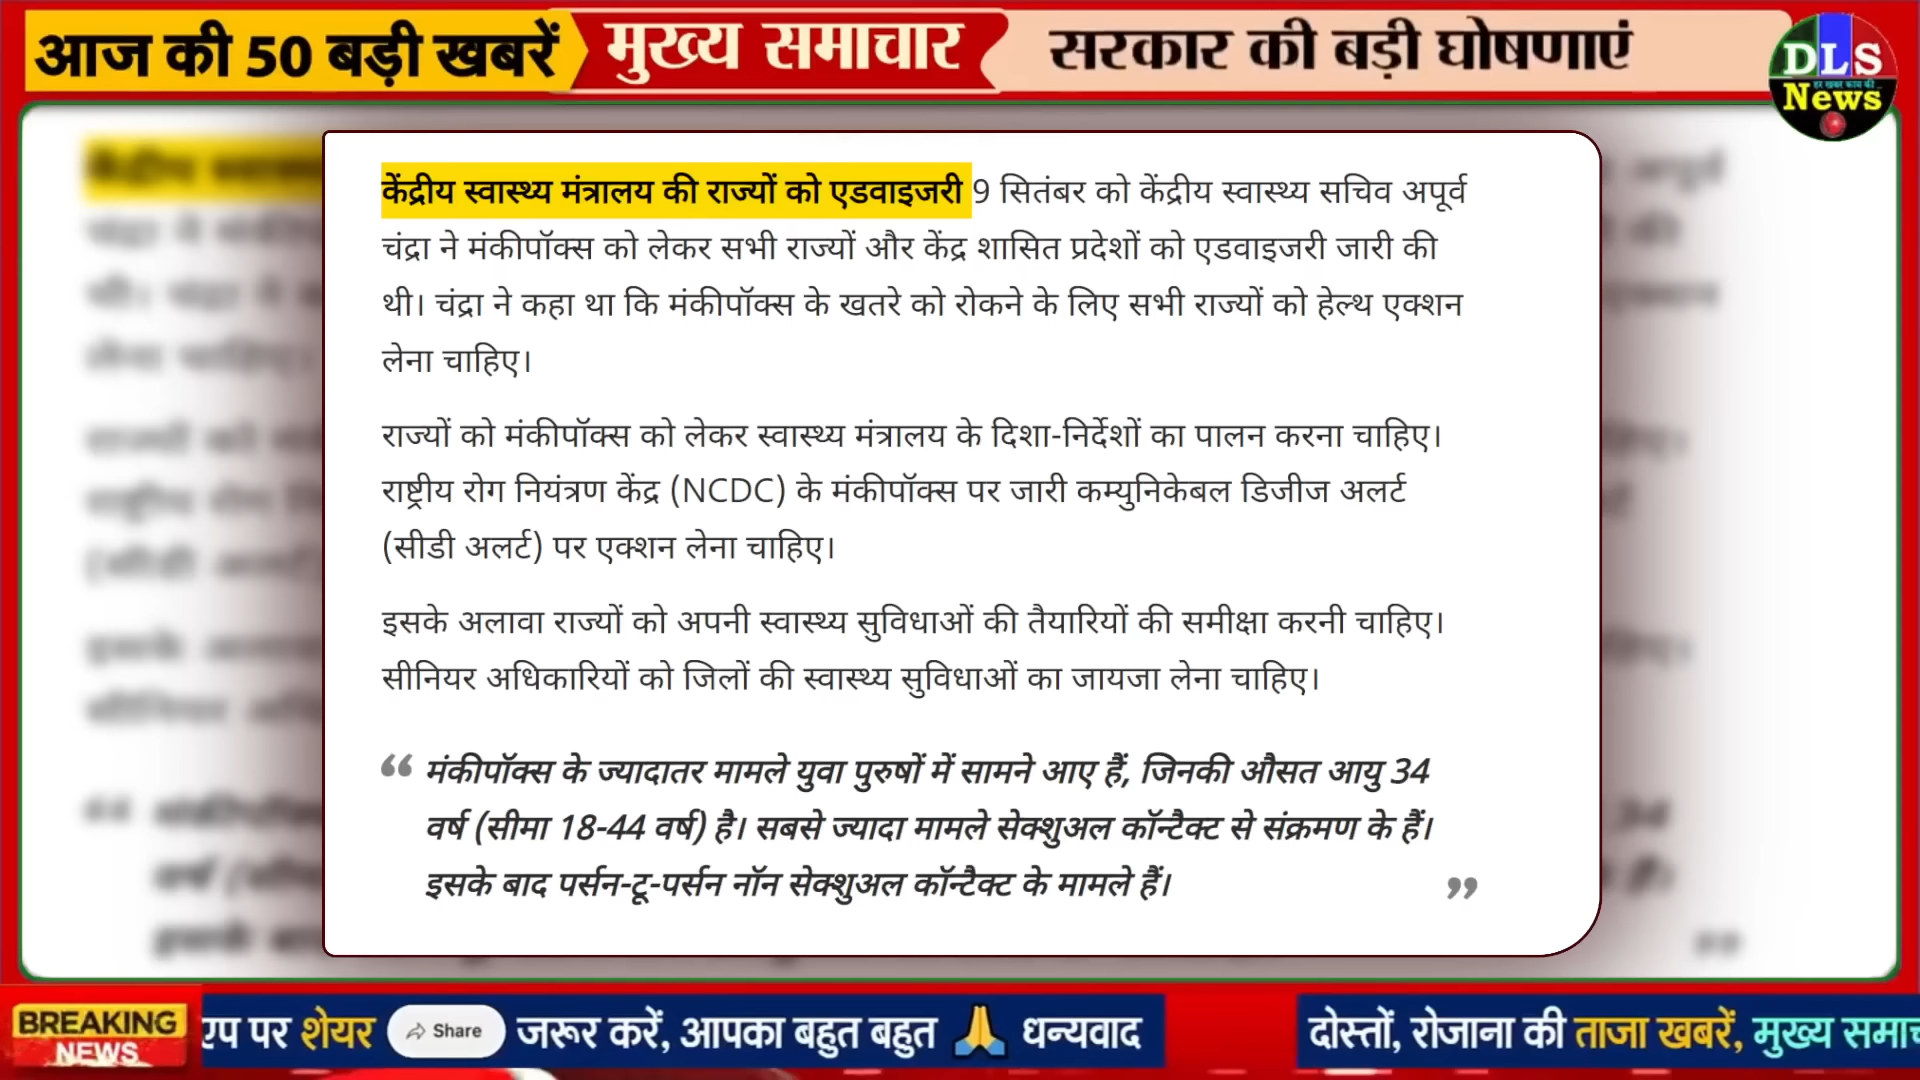 आज की 50 बड़ी खबरें
मुख्य समाचार
सरकार की बड़ी घोषणाएं
DLS
News
केंद्रीय स्वास्थ्य मंत्रालय की राज्यों को एडवाइजरी 9 सितंबर को केंद्रीय स्वास्थ्य सचिव अपूर्व
चंद्रा ने मंकीपॉक्स को लेकर सभी राज्यों और केंद्र शासित प्रदेशों को एडवाइजरी जारी की
थी। चंद्रा ने कहा था कि मंकीपॉक्स के खतरे को रोकने के लिए सभी राज्यों को हेल्थ एक्शन
लेना चाहिए।
राज्यों को मंकीपॉक्स को लेकर स्वास्थ्य मंत्रालय के दिशा-निर्देशों का पालन करना चाहिए।
राष्ट्रीय रोग नियंत्रण केंद्र (NCDC) के मंकीपॉक्स पर जारी कम्युनिकेबल डिजीज अलर्ट
(सीडी अलर्ट) पर एक्शन लेना चाहिए।
इसके अलावा राज्यों को अपनी स्वास्थ्य सुविधाओं की तैयारियों की समीक्षा करनी चाहिए।
सीनियर अधिकारियों को जिलों की स्वास्थ्य सुविधाओं का जायजा लेना चाहिए।
“ मंकीपॉक्स के ज्यादातर मामले युवा पुरुषों में सामने आए हैं, जिनकी औसत आयु 34
वर्ष (सीमा 18-44 वर्ष) है। सबसे ज्यादा मामले सेक्शुअल कॉन्टैक्ट से संक्रमण के हैं।
इसके बाद पर्सन-टू-पर्सन नॉन सेक्शुअल कॉन्टैक्ट के मामले हैं। ”
BREAKING
NEWS
एप पर शेयर Share जरूर करें, आपका बहुत बहुत 🙏 धन्यवाद
दोस्तों, रोजाना की ताजा खबरें, मुख्य समाच